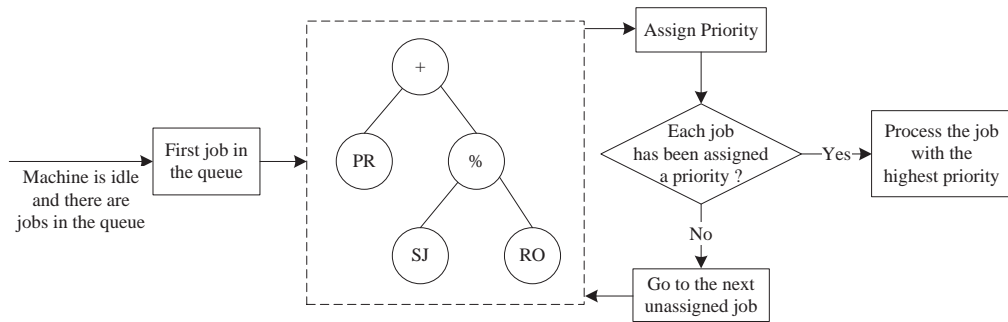 Machine is idle
and there are
jobs in the queue
First job in
the queue
+
PR
%
SJ
RO
Assign Priority
Each job
has been assigned
a priority ?
Yes
Process the job
with the
highest priority
No
Go to the next
unassigned job